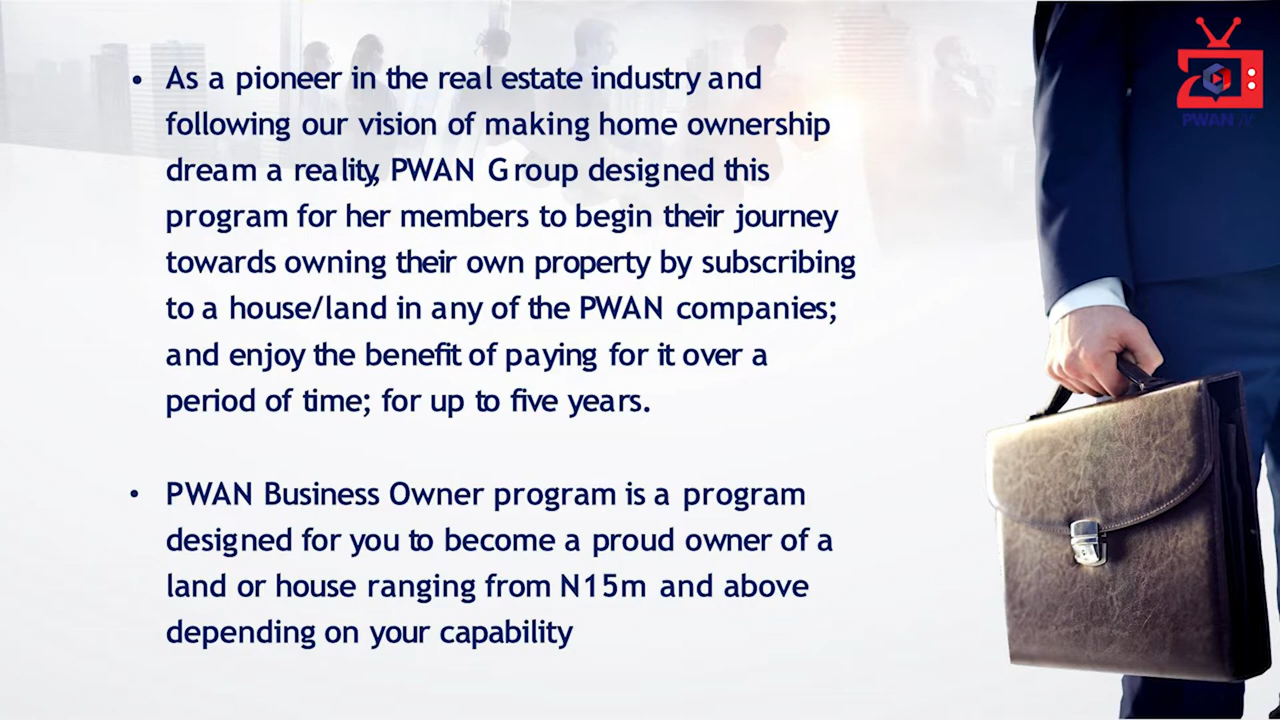 • As a pioneer in the real estate industry and
following our vision of making home ownership
dream a reality, PWAN Group designed this
program for her members to begin their journey
towards owning their own property by subscribing
to a house/land in any of the PWAN companies;
and enjoy the benefit of paying for it over a
period of time; for up to five years.
• PWAN Business Owner program is a program
designed for you to become a proud owner of a
land or house ranging from N15m and above
depending on your capability
PWAN